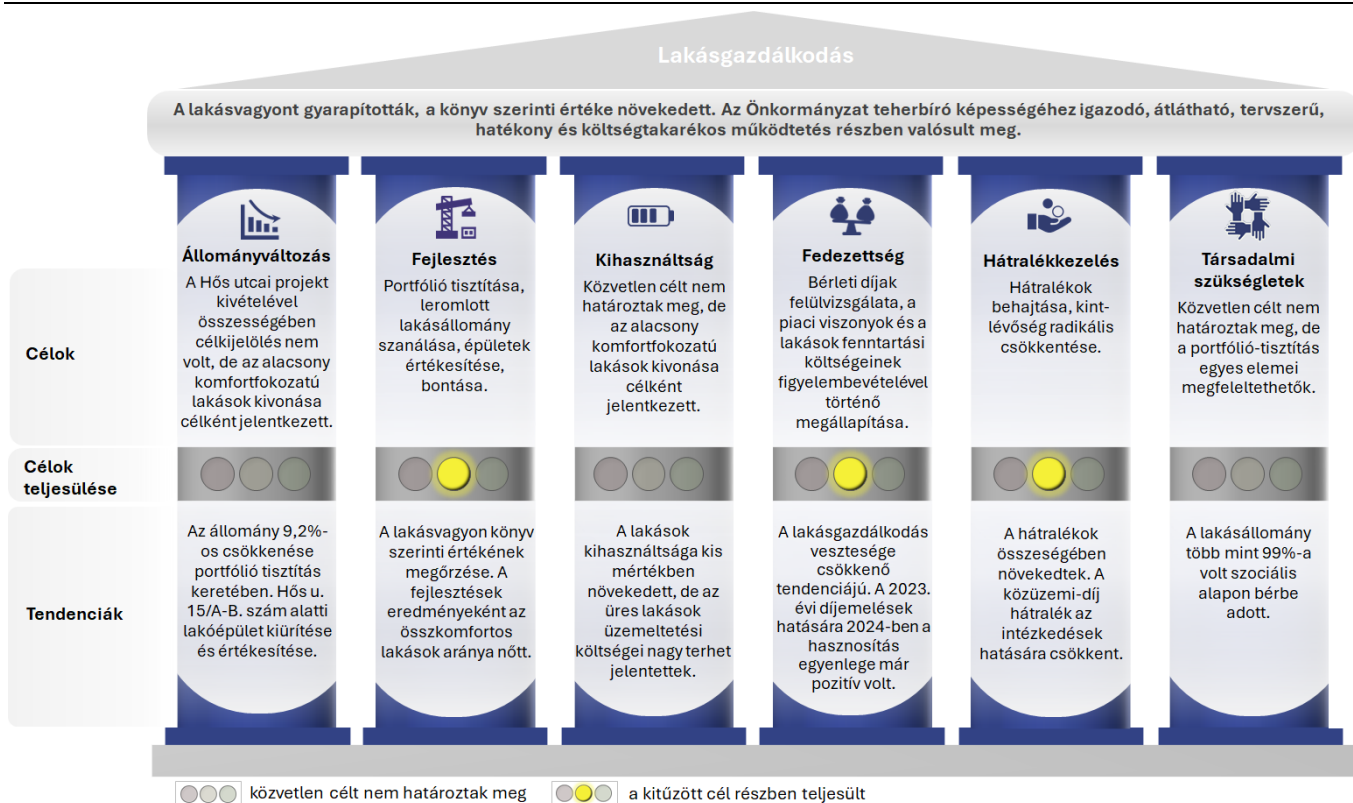 Lakásgazdálkodás
A lakásvagyont gyarapították, a könyv szerinti értéke növekedett. Az Önkormányzat teherbíró képességéhez igazodó, átlátható, tervszerű,
hatékony és költségtakarékos működtetés részben valósult meg.
Állományváltozás
Fejlesztés
Kihasználtság
Fedezettség
Hátralékkezelés
Társadalmi
szükségletek
Célok
A Hős utcai projekt
kivételével
összességében
célkijelölés nem
volt, de az alacsony
komfortfokozatú
lakások kivonása
célként jelentkezett.
Portfólió tisztítása,
leromlott
lakásállomány
szanálása, épületek
értékesítése,
bontása.
Közvetlen célt nem
határoztak meg, de
az alacsony
komfortfokozatú
lakások kivonása
célként
jelentkezett.
Bérleti díjak
felülvizsgálata, a
piaci viszonyok és a
lakások fenntartási
költségeinek
figyelembevételével
történő
megállapítása.
Hátralékok
behajtása, kint-
lévőség radikális
csökkentése.
Közvetlen célt nem
határoztak meg, de
a portfólió-tisztítás
egyes elemei
megfeleltethetők.
Célok
teljesülése
Tendenciák
Az állomány 9,2%-
os csökkenése
portfólió tisztítás
keretében. Hős u.
15/A-B. szám alatti
lakóépület kiürítése
és értékesítése.
A lakásvagyon könyv
szerinti értékének
megőrzése. A
fejlesztések
eredményeként az
összkomfortos
lakások aránya nőtt.
A lakások
kihasználtsága kis
mértékben
növekedett, de az
üres lakások
üzemeltetési
költségei nagy terhet
jelentettek.
A lakásgazdálkodás
vesztesége
csökkenő
tendenciájú. A 2023.
évi díjemelések
hatására 2024-ben a
hasznosítás
egyenlege már
pozitív volt.
A hátralékok
összeségében
növekedtek. A
közüzemi-díj
hátralék az
intézkedések
hatására csökkent.
A lakásállomány
több mint 99%-a
volt szociális
alapon bérbe
adott.
közvetlen célt nem határoztak meg
a kitűzött cél részben teljesült